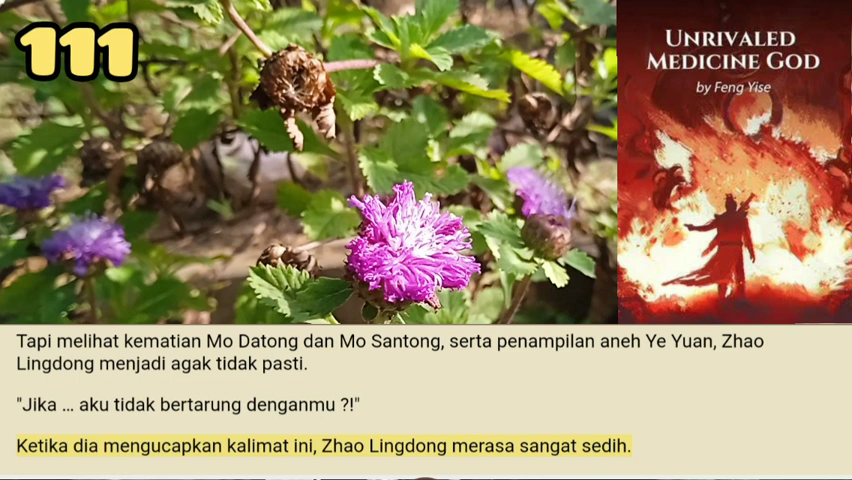 111
UNRIVALED
MEDICINE GOD
by Feng Yise
Tapi melihat kematian Mo Datong dan Mo Santong, serta penampilan aneh Ye Yuan, Zhao
Lingdong menjadi agak tidak pasti.
"Jika ... aku tidak bertarung denganmu ?!"
Ketika dia mengucapkan kalimat ini, Zhao Lingdong merasa sangat sedih.